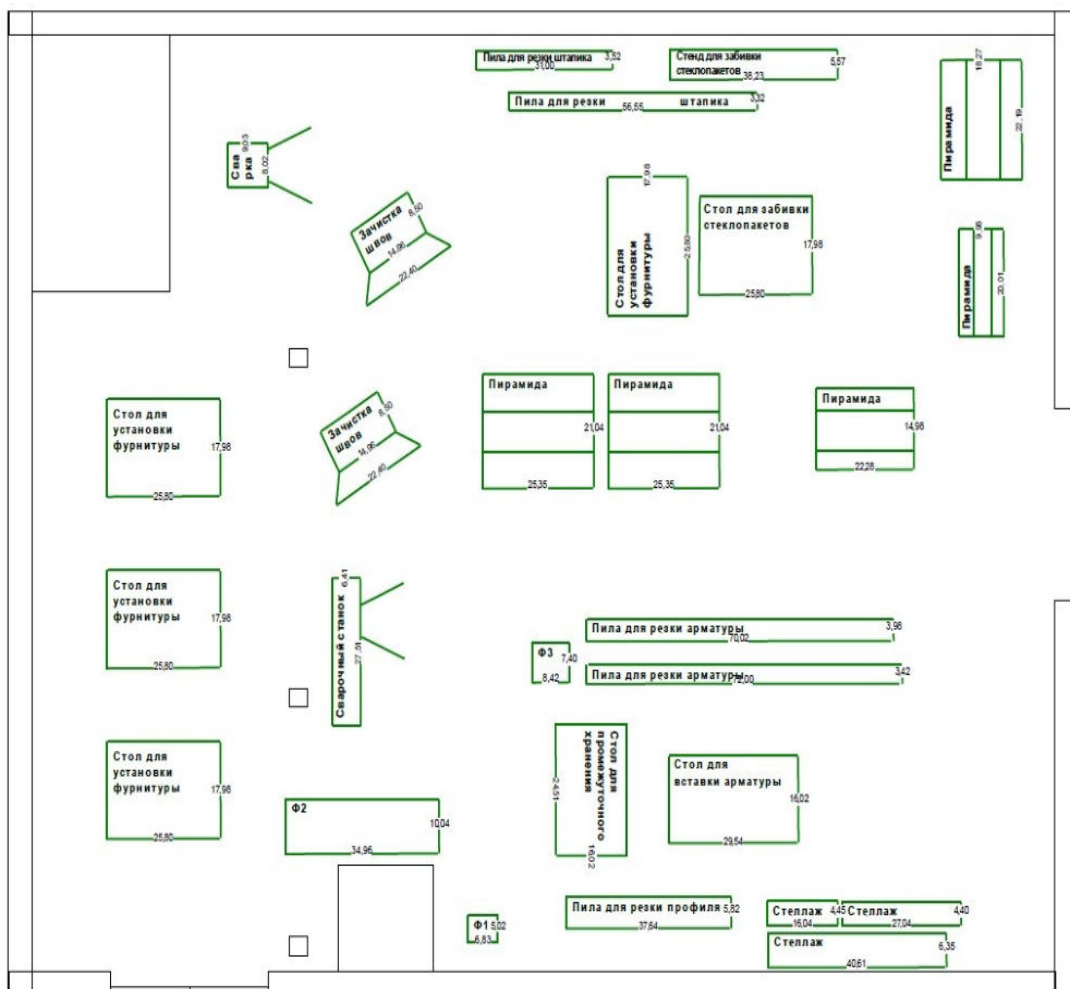 Пила для резки штапика
3,52
31,00
Стенд для забивки
стеклопакетов
5,57
38,23
Пила для резки штапика
3,32
56,55
Пирамида
18,27
22,19
Сва
рка
9,03
8,02
Зачистка
швов
8,50
14,96
22,40
Стол для
установки
фурнитуры
17,98
25,80
Стол для забивки
стеклопакетов
17,98
25,80
Пирамида
9,98
20,01
Стол для
установки
фурнитуры
17,98
25,80
Зачистка
швов
8,50
14,96
22,40
Пирамида
21,04
25,35
Пирамида
21,04
25,35
Пирамида
14,98
22,28
Стол для
установки
фурнитуры
17,98
25,80
Сварочный станок
6,41
27,51
Пила для резки арматуры
3,98
70,02
Ф3
7,40
8,42
Пила для резки арматуры
3,42
72,00
Стол для
промежуточного
хранения
24,51
16,02
Стол для
вставки арматуры
16,02
29,54
Стол для
установки
фурнитуры
17,98
25,80
Ф2
10,04
34,96
Ф1
5,02
6,83
Пила для резки профиля
5,82
37,64
Стеллаж
4,45
16,04
Стеллаж
4,40
27,04
Стеллаж
6,35
40,61